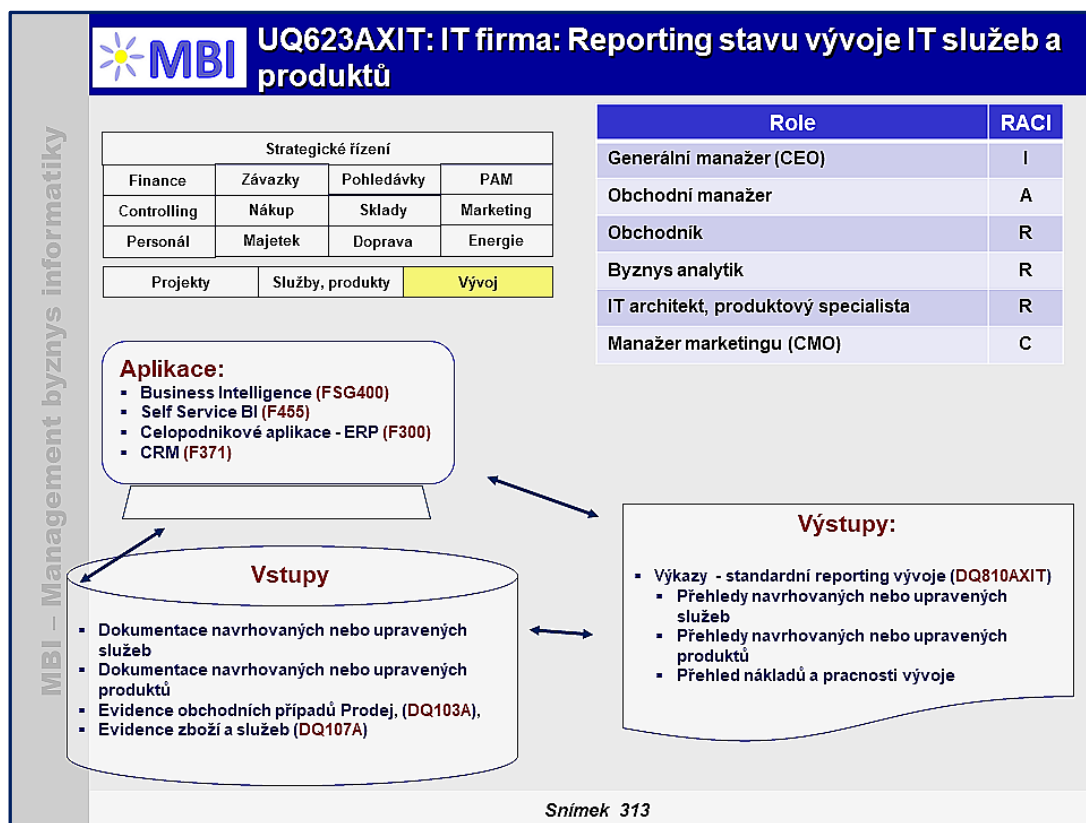 MBI
UQ623AXIT: IT firma: Reporting stavu vývoje IT služeb a
produktů
MBI – Management byznys informatiky
Strategické řízení
Finance Závazky Pohledávky PAM
Controlling Nákup Sklady Marketing
Personál Majetek Doprava Energie
Projekty Služby, produkty Vývoj
Role RACI
Generální manažer (CEO) I
Obchodní manažer A
Obchodník R
Byznys analytik R
IT architekt, produktový specialista R
Manažer marketingu (CMO) C
Aplikace:
▪ Business Intelligence (FSG400)
▪ Self Service BI (F455)
▪ Celopodnikové aplikace - ERP (F300)
▪ CRM (F371)
Vstupy
▪ Dokumentace navrhovaných nebo upravených
služeb
▪ Dokumentace navrhovaných nebo upravených
produktů
▪ Evidence obchodních případů Prodej, (DQ103A),
▪ Evidence zboží a služeb (DQ107A)
Výstupy:
▪ Výkazy - standardní reporting vývoje (DQ810AXIT)
▪ Přehledy navrhovaných nebo upravených
služeb
▪ Přehledy navrhovaných nebo upravených
produktů
▪ Přehled nákladů a pracnosti vývoje
Snímek 313